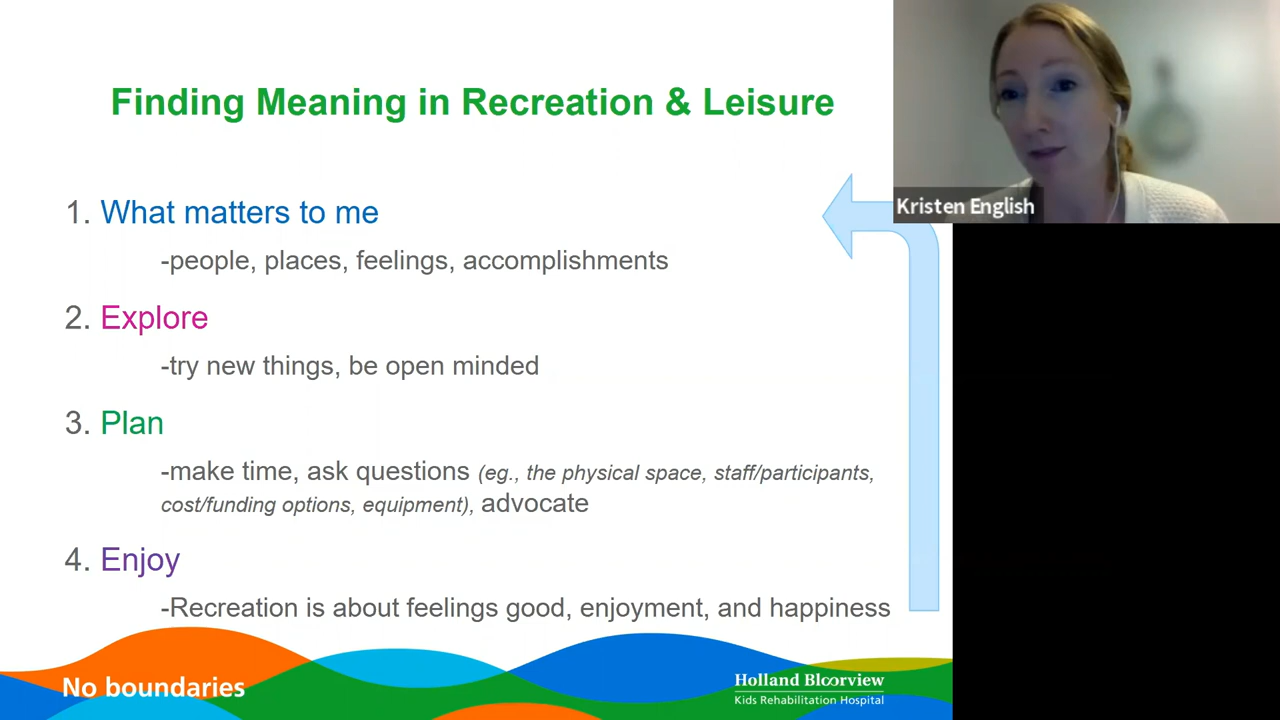 Finding Meaning in Recreation & Leisure
Kristen English
1. What matters to me
-people, places, feelings, accomplishments
2. Explore
-try new things, be open minded
3. Plan
-make time, ask questions (eg., the physical space, staff/participants,
cost/funding options, equipment), advocate
4. Enjoy
-Recreation is about feelings good, enjoyment, and happiness
No boundaries
Holland Bloorview
Kids Rehabilitation Hospital